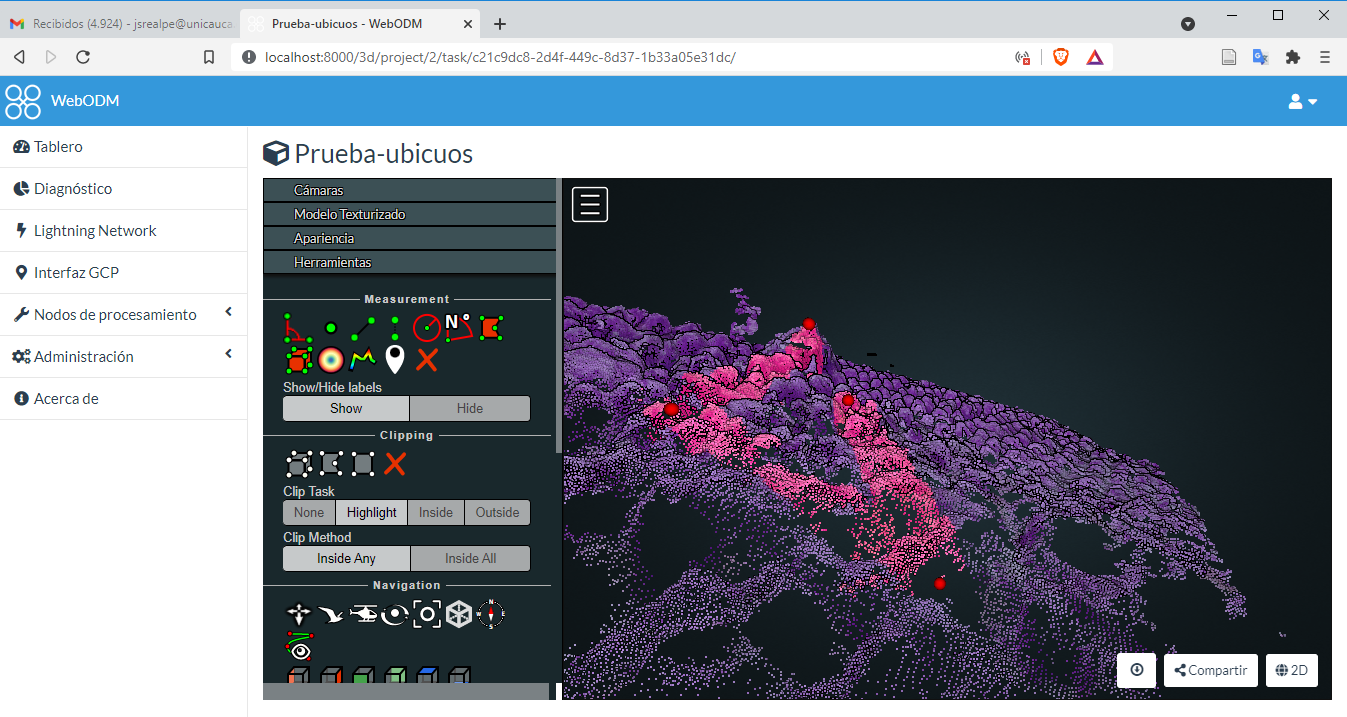 Recibidos (4.924) - jsrealpe@unicauca
Prueba-ubicuos - WebODM
localhost:8000/3d/project/2/task/c21c9dc8-2d4f-449c-8d37-1b33a05e31dc/
WebODM
Tablero
Diagnóstico
Lightning Network
Interfaz GCP
Nodos de procesamiento
Administración
Acerca de
Prueba-ubicuos
Cámaras
Modelo Texturizado
Apariencia
Herramientas
Measurement
N°
Show/Hide labels
Show Hide
Clipping
Clip Task
None Highlight Inside Outside
Clip Method
Inside Any Inside All
Navigation
N
W E
S
Compartir
2D